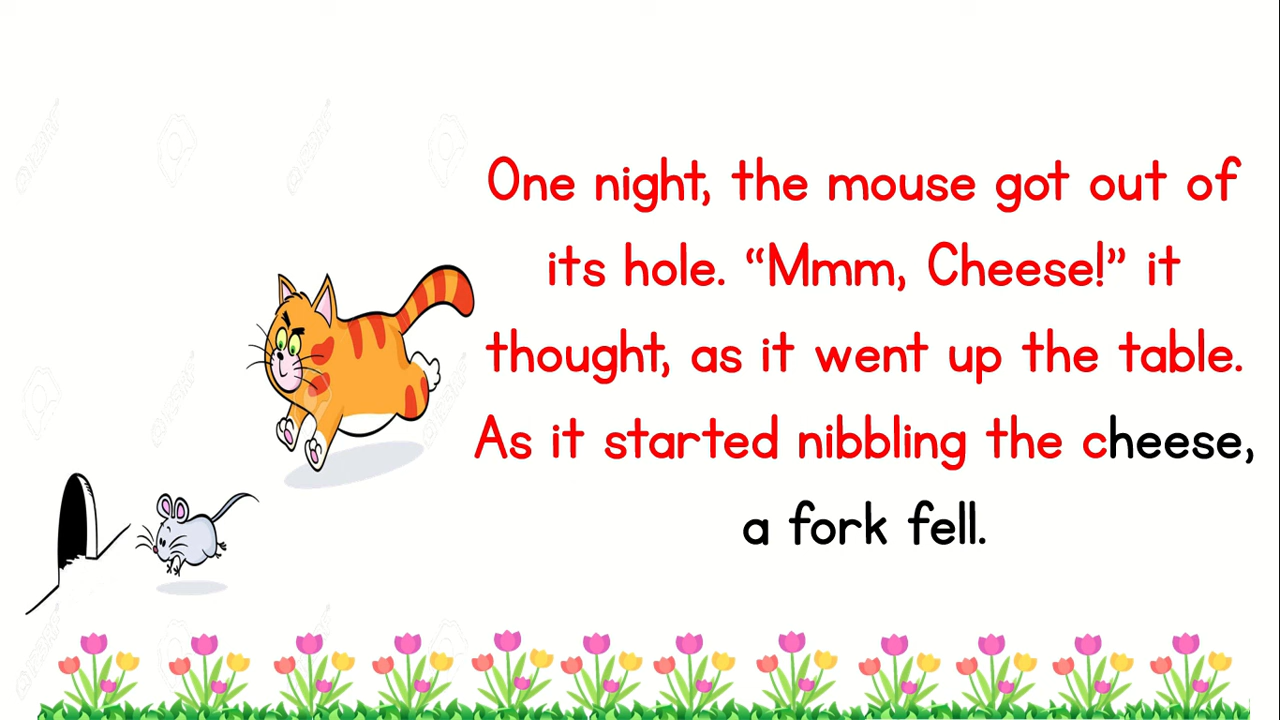 One night, the mouse got out of
its hole. “Mmm, Cheese!” it
thought, as it went up the table.
As it started nibbling the cheese,
a fork fell.